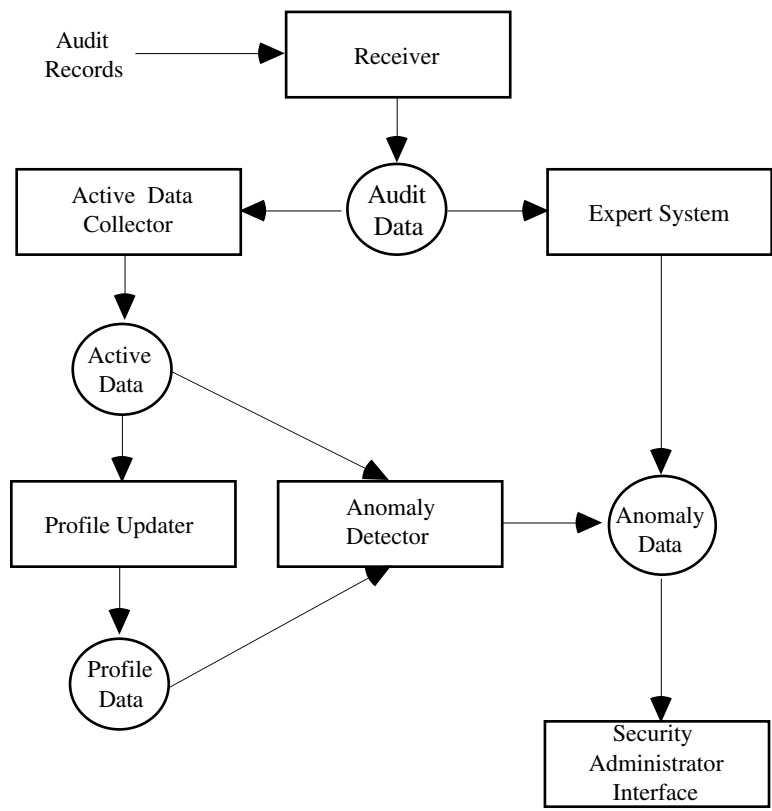 Audit
Records
Receiver
Active Data
Collector
Audit
Data
Expert System
Active
Data
Profile Updater
Anomaly
Detector
Anomaly
Data
Profile
Data
Security
Administrator
Interface